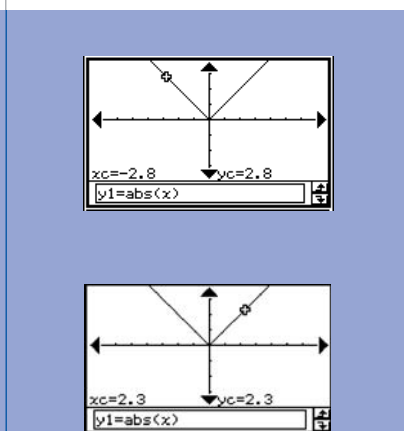 xc=-2.8 yc=2.8
y1=abs(x)
xc=2.3 yc=2.3
y1=abs(x)